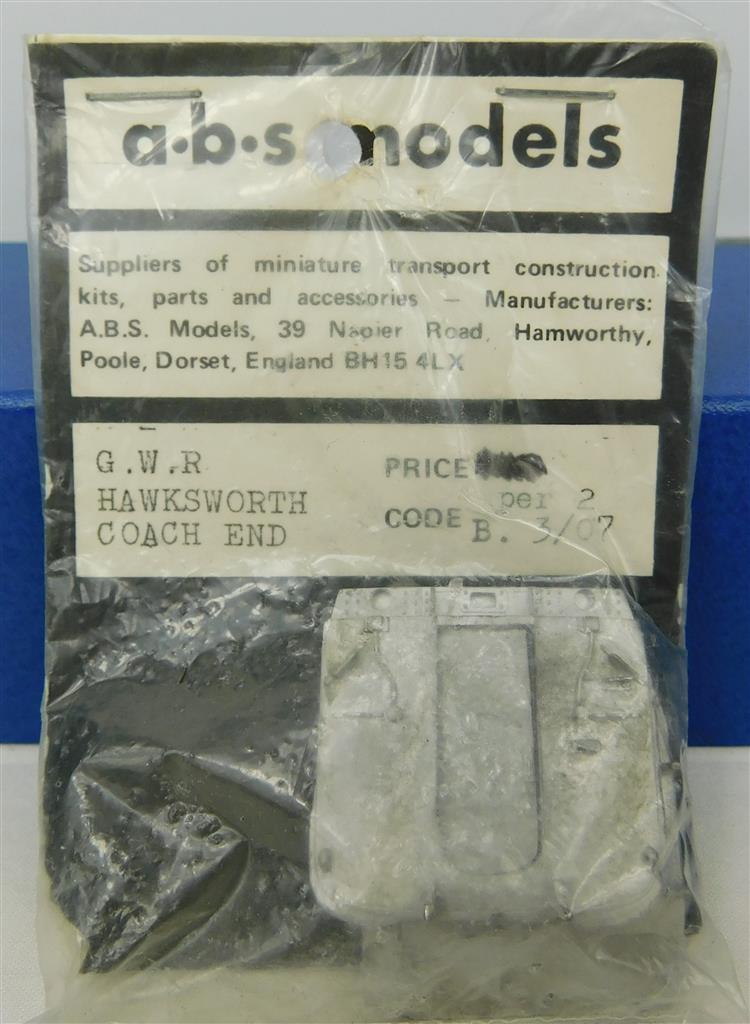 a·b·s models
Suppliers of miniature transport construction
kits, parts and accessories — Manufacturers:
A.B.S. Models, 39 Napier Road, Hamworthy,
Poole, Dorset, England BH15 4LX
G.W.R
HAWKSWORTH
COACH END
PRICE
per 2
CODE B. 3/07